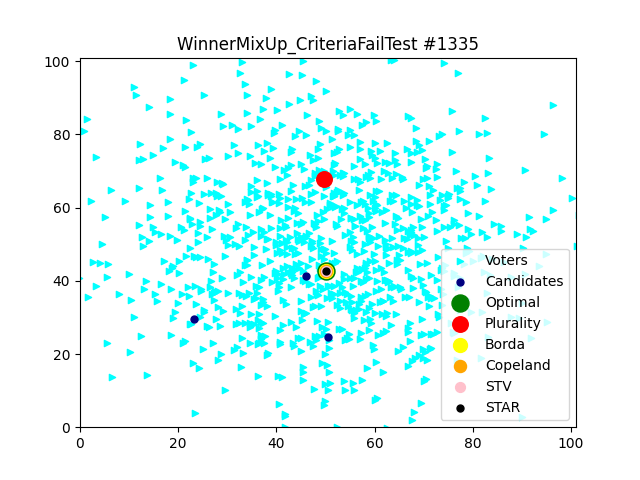 WinnerMixUp_CriteriaFailTest #1335
100
80
60
40
20
0
0 20 40 60 80 100
Voters
Candidates
Optimal
Plurality
Borda
Copeland
STV
STAR